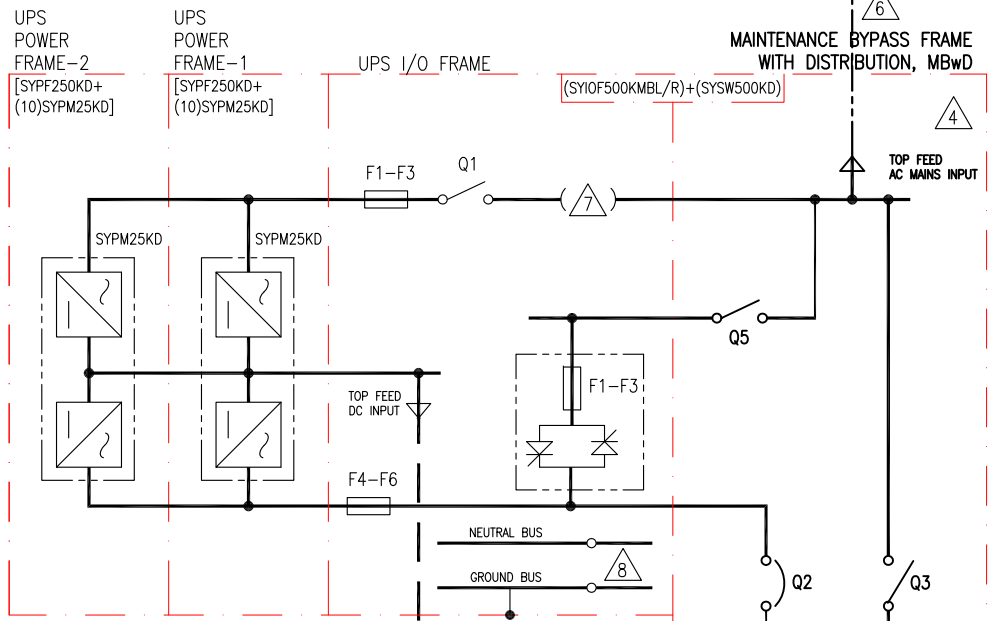 UPS
POWER
FRAME-2
[SYPF250KD+
(10)SYPM25KD]
UPS
POWER
FRAME-1
[SYPF250KD+
(10)SYPM25KD]
UPS I/O FRAME
6
MAINTENANCE BYPASS FRAME
WITH DISTRIBUTION, MBwD
(SYIOF500KMBL/R)+(SYSW500KD)
4
TOP FEED
AC MAINS INPUT
F1-F3
Q1
( 7 )
SYPM25KD
SYPM25KD
Q5
F1-F3
TOP FEED
DC INPUT
F4-F6
NEUTRAL BUS
8
GROUND BUS
Q2
Q3